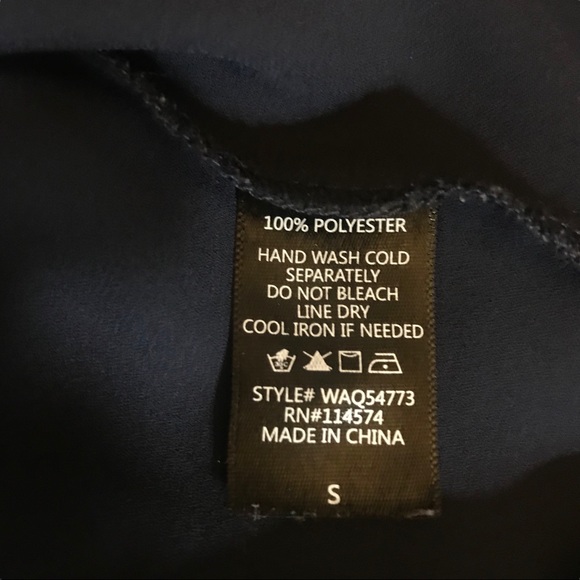 100% POLYESTER
HAND WASH COLD
SEPARATELY
DO NOT BLEACH
LINE DRY
COOL IRON IF NEEDED
STYLE# WAQ54773
RN#114574
MADE IN CHINA
S